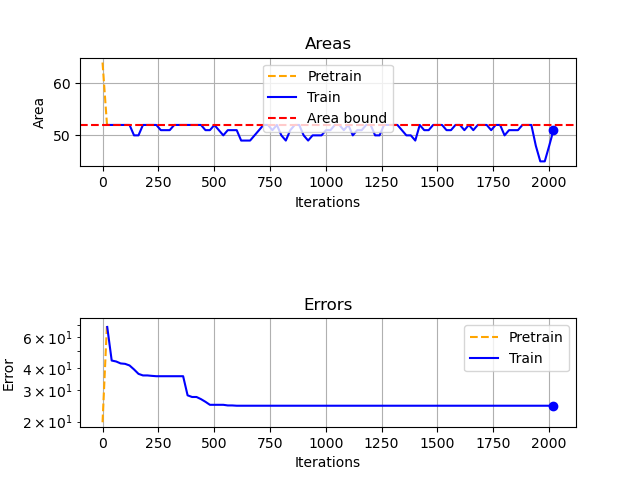 Areas
Pretrain
Train
Area bound
60
50
Area
0 250 500 750 1000 1250 1500 1750 2000
Iterations
Errors
Pretrain
Train
6 × 10¹
4 × 10¹
3 × 10¹
2 × 10¹
Error
0 250 500 750 1000 1250 1500 1750 2000
Iterations